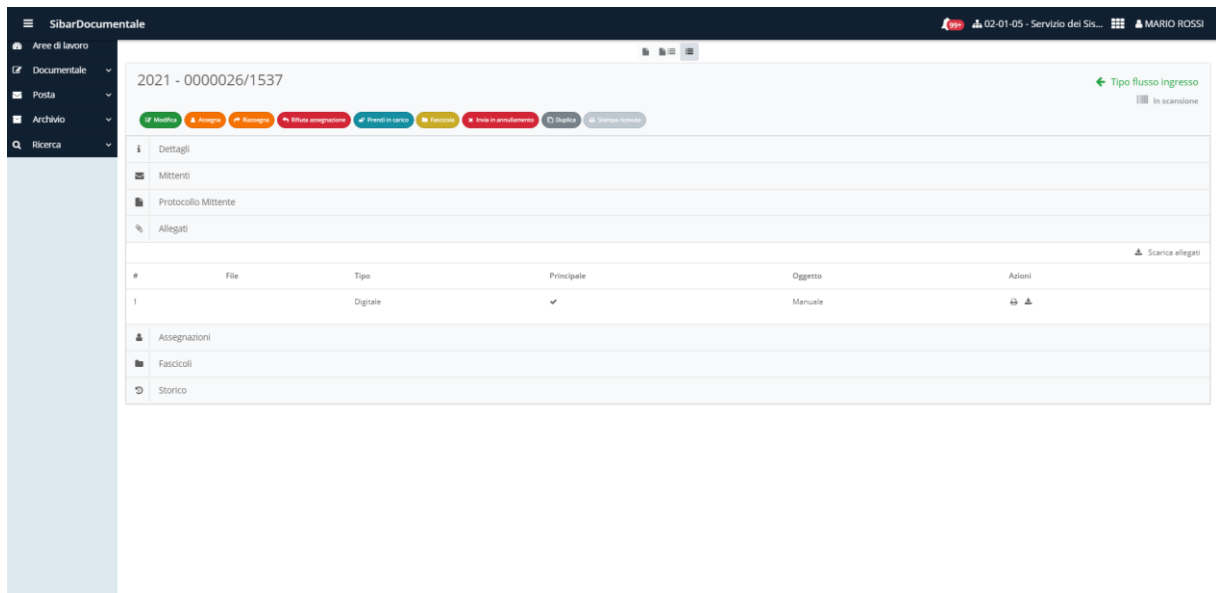 SibarDocumentale
99+ 02-01-05 - Servizio dei Sis... MARIO ROSSI
Aree di lavoro
Documentale
Posta
Archivio
Ricerca
2021 - 0000026/1537
Tipo flusso ingresso
In scansione
Modifica Assegna Riassegna Rifiuta assegnazione Prendi in carico Fascicola Invia in annullamento Duplica Stampa ricevuta
Dettagli
Mittenti
Protocollo Mittente
Allegati
Scarica allegati
# File Tipo Principale Oggetto Azioni
1 Digitale Manuale
Assegnazioni
Fascicoli
Storico